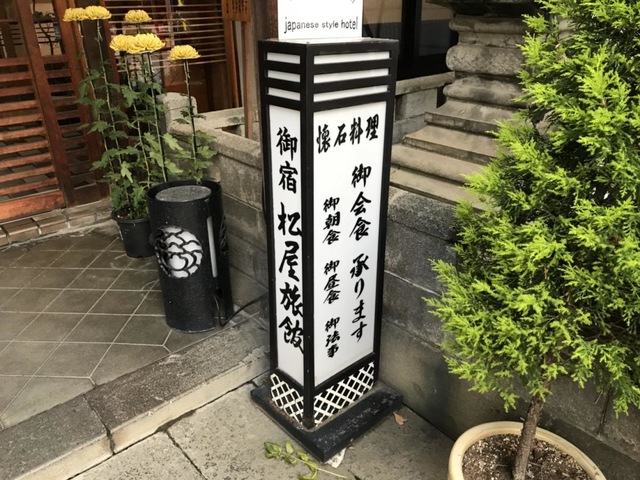 japanese style hotel
御宿 松屋旅館
懐石料理
御会食 承ります
御朝食 御昼食 御法事